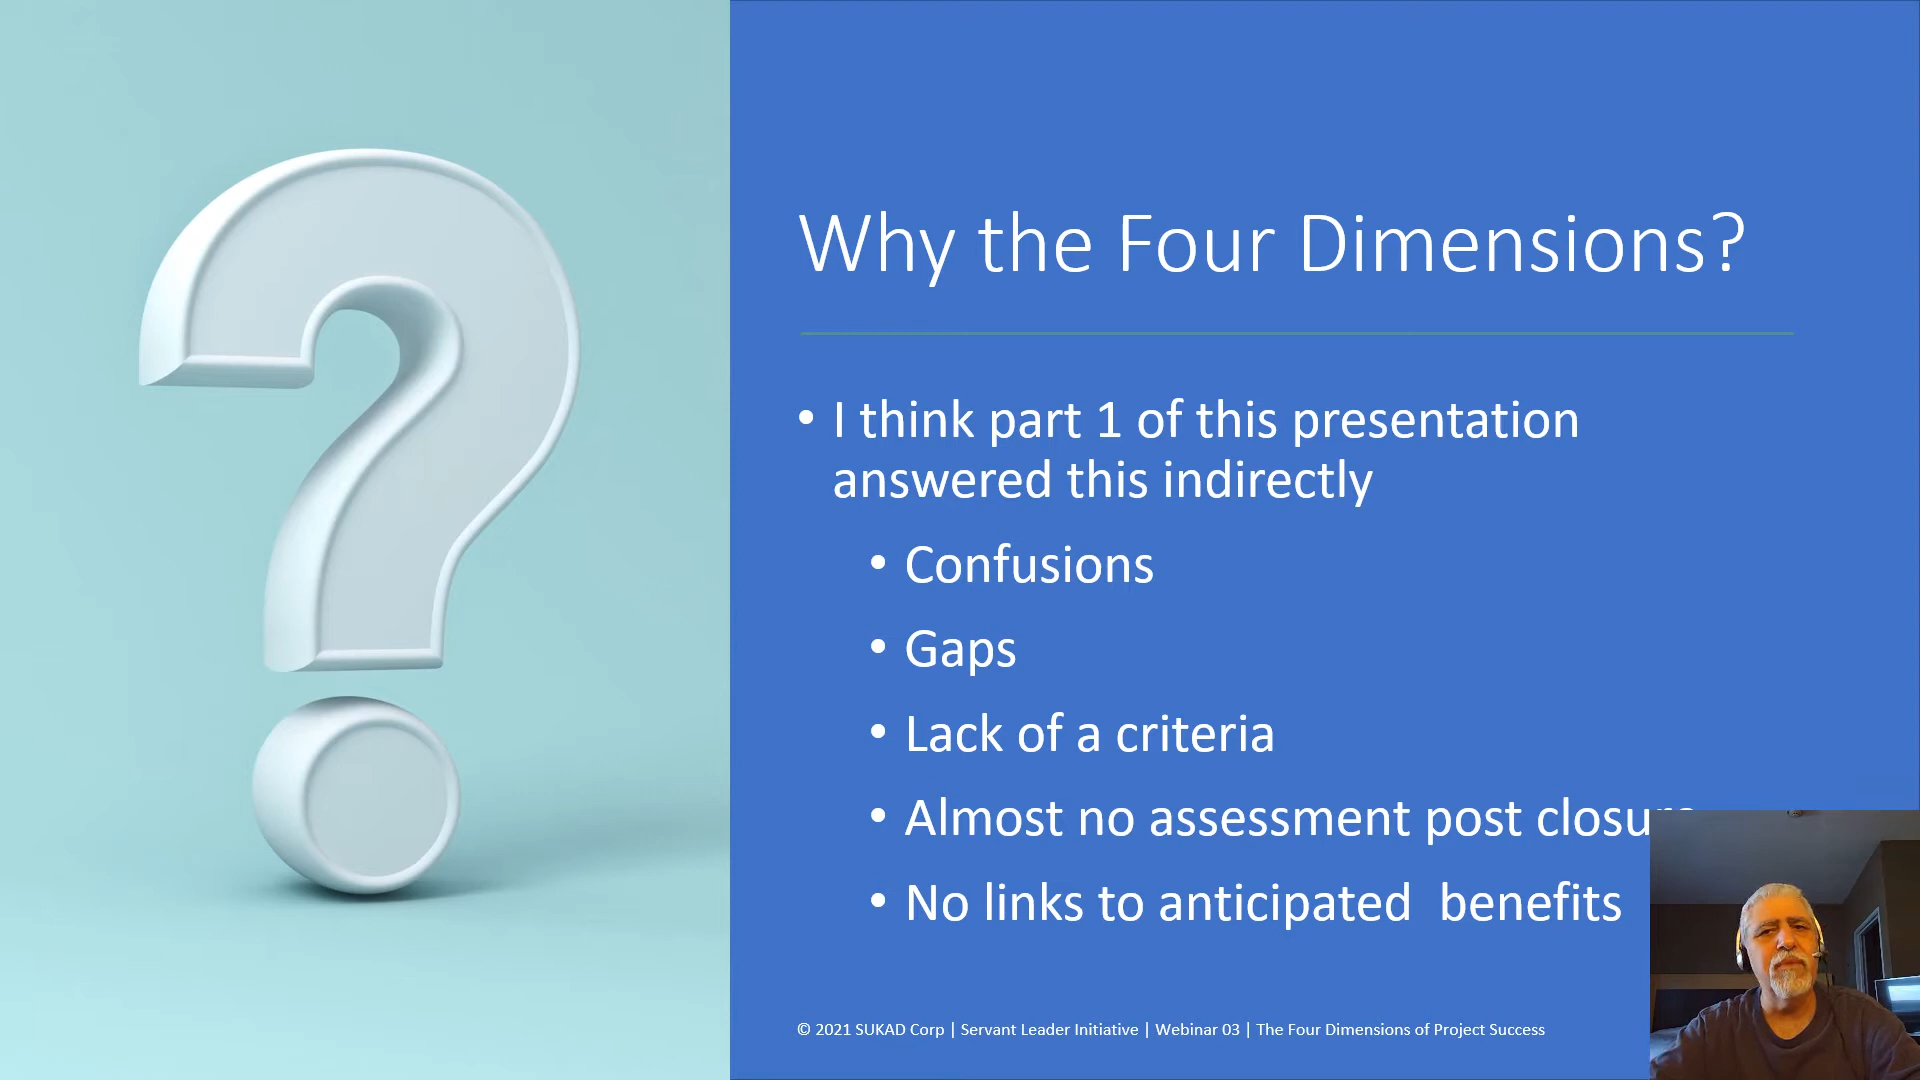 Why the Four Dimensions?
• I think part 1 of this presentation
answered this indirectly
• Confusions
• Gaps
• Lack of a criteria
• Almost no assessment post closure
• No links to anticipated  benefits
© 2021 SUKAD Corp | Servant Leader Initiative | Webinar 03 | The Four Dimensions of Project Success